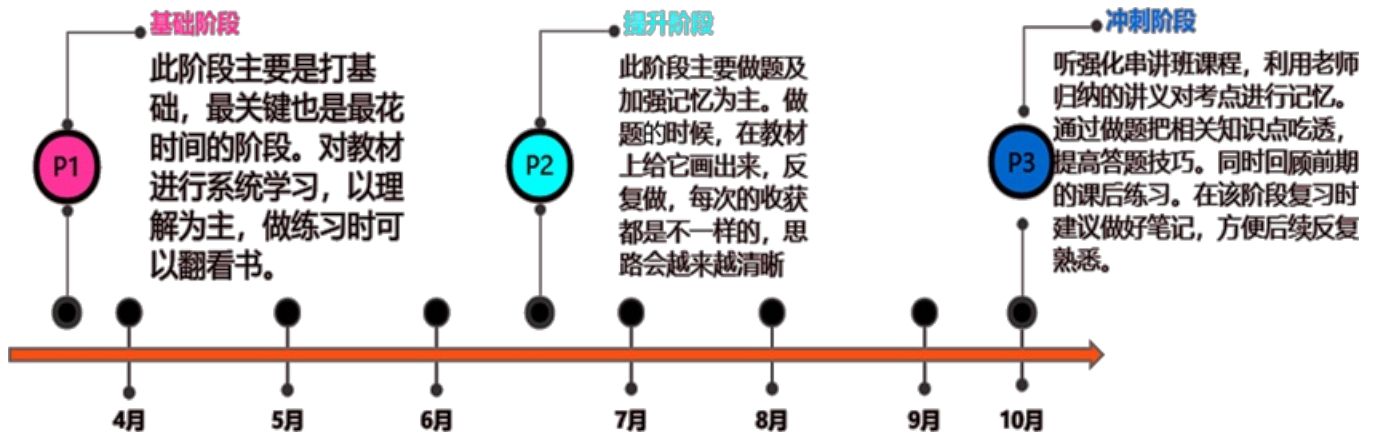 基础阶段
此阶段主要是打基
础，最关键也是最花
时间的阶段。对教材
进行系统学习，以理
解为主，做练习时可
以翻看书。
P1
提升阶段
此阶段主要做题及
加强记忆为主。做
题的时候，在教材
上给它画出来，反
复做，每次的收获
都是不一样的，思
路会越来越清晰
P2
冲刺阶段
听强化串讲班课程，利用老师
归纳的讲义对考点进行记忆。
通过做题把相关知识点吃透，
提高答题技巧。同时回顾前期
的课后练习。在该阶段复习时
建议做好笔记，方便后续反复
熟悉。
P3
4月
5月
6月
7月
8月
9月
10月